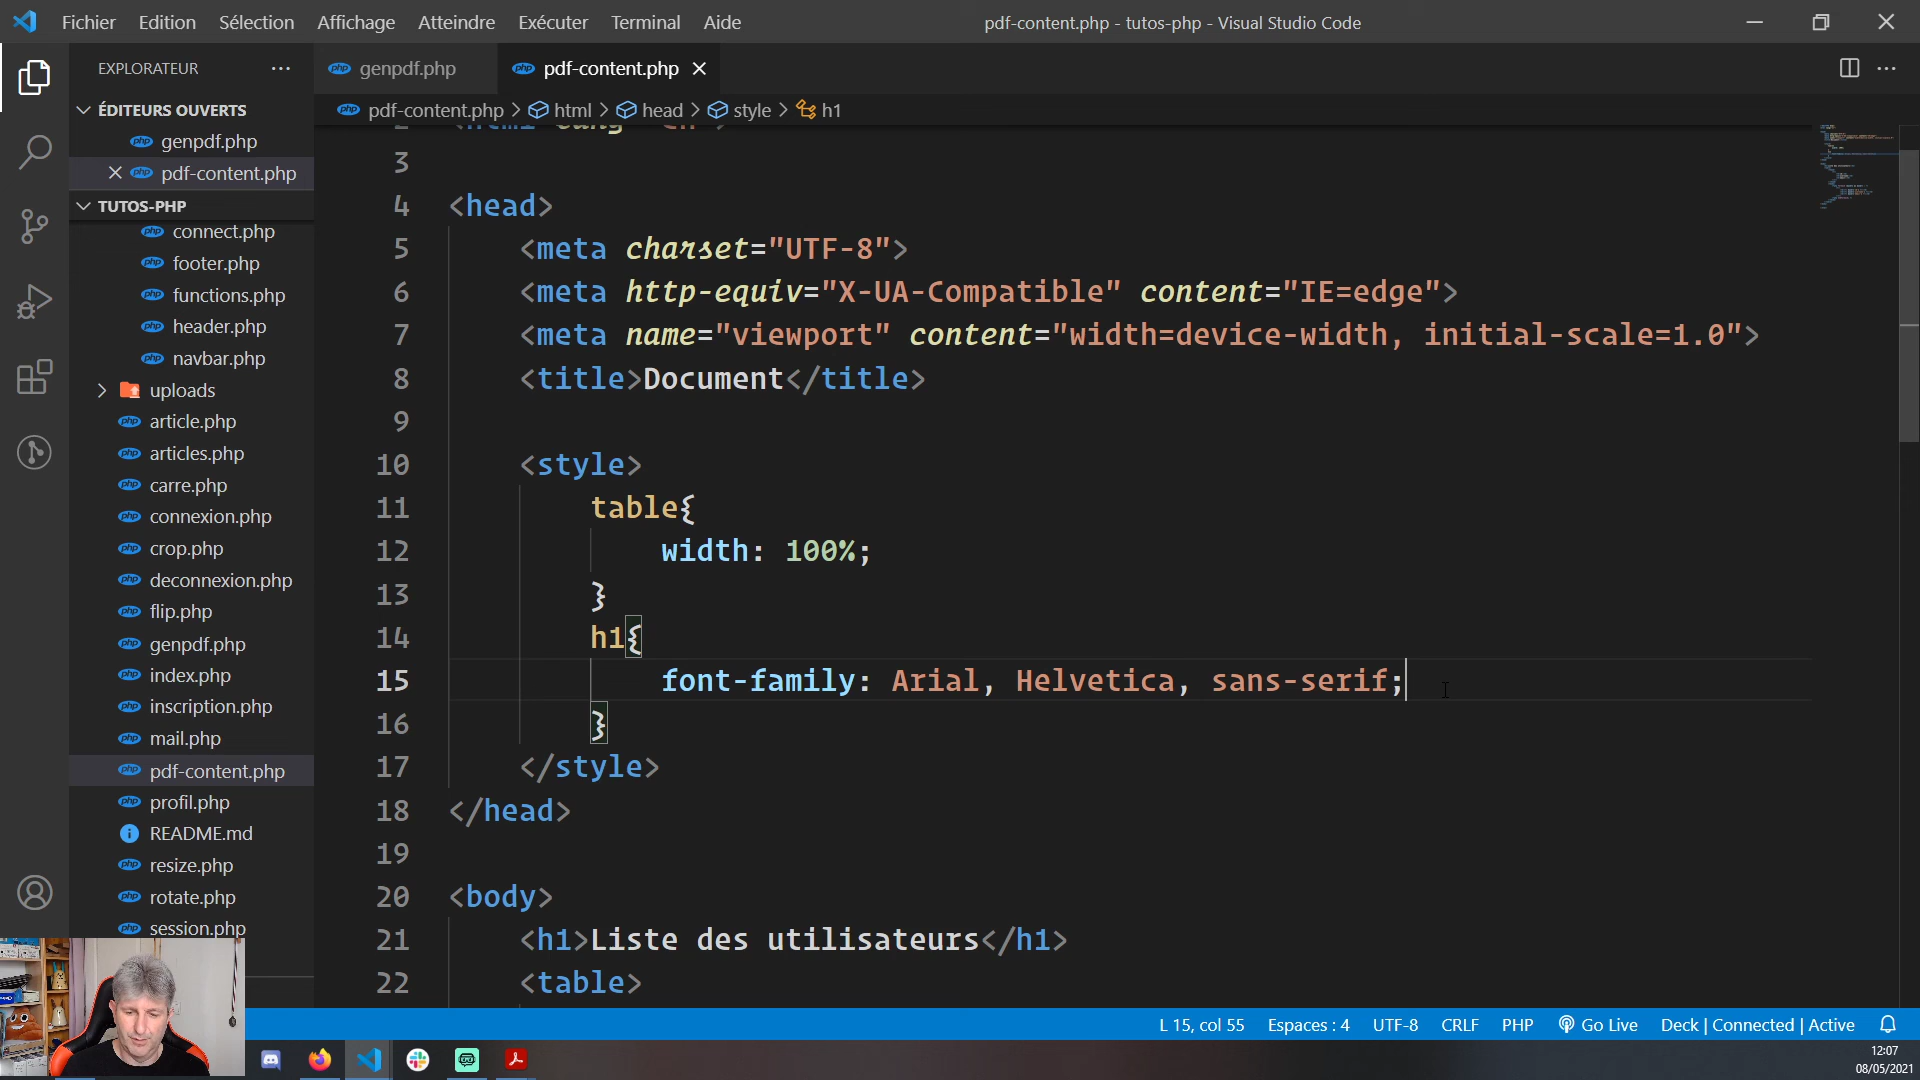 Fichier Edition Sélection Affichage Atteindre Exécuter Terminal Aide
pdf-content.php - tutos-php - Visual Studio Code
EXPLORATEUR
genpdf.php
pdf-content.php
ÉDITEURS OUVERTS
genpdf.php
pdf-content.php
TUTOS-PHP
connect.php
footer.php
functions.php
header.php
navbar.php
uploads
article.php
articles.php
carre.php
connexion.php
crop.php
deconnexion.php
flip.php
genpdf.php
index.php
inscription.php
mail.php
pdf-content.php
profil.php
README.md
resize.php
rotate.php
session.php
pdf-content.php > html > head > style > h1
3
4 <head>
5 <meta charset="UTF-8">
6 <meta http-equiv="X-UA-Compatible" content="IE=edge">
7 <meta name="viewport" content="width=device-width, initial-scale=1.0">
8 <title>Document</title>
9
10 <style>
11 table{
12 width: 100%;
13 }
14 h1{
15 font-family: Arial, Helvetica, sans-serif;
16 }
17 </style>
18 </head>
19
20 <body>
21 <h1>Liste des utilisateurs</h1>
22 <table>
L 15, col 55 Espaces : 4 UTF-8 CRLF PHP Go Live Deck | Connected | Active
12:07
08/05/2021